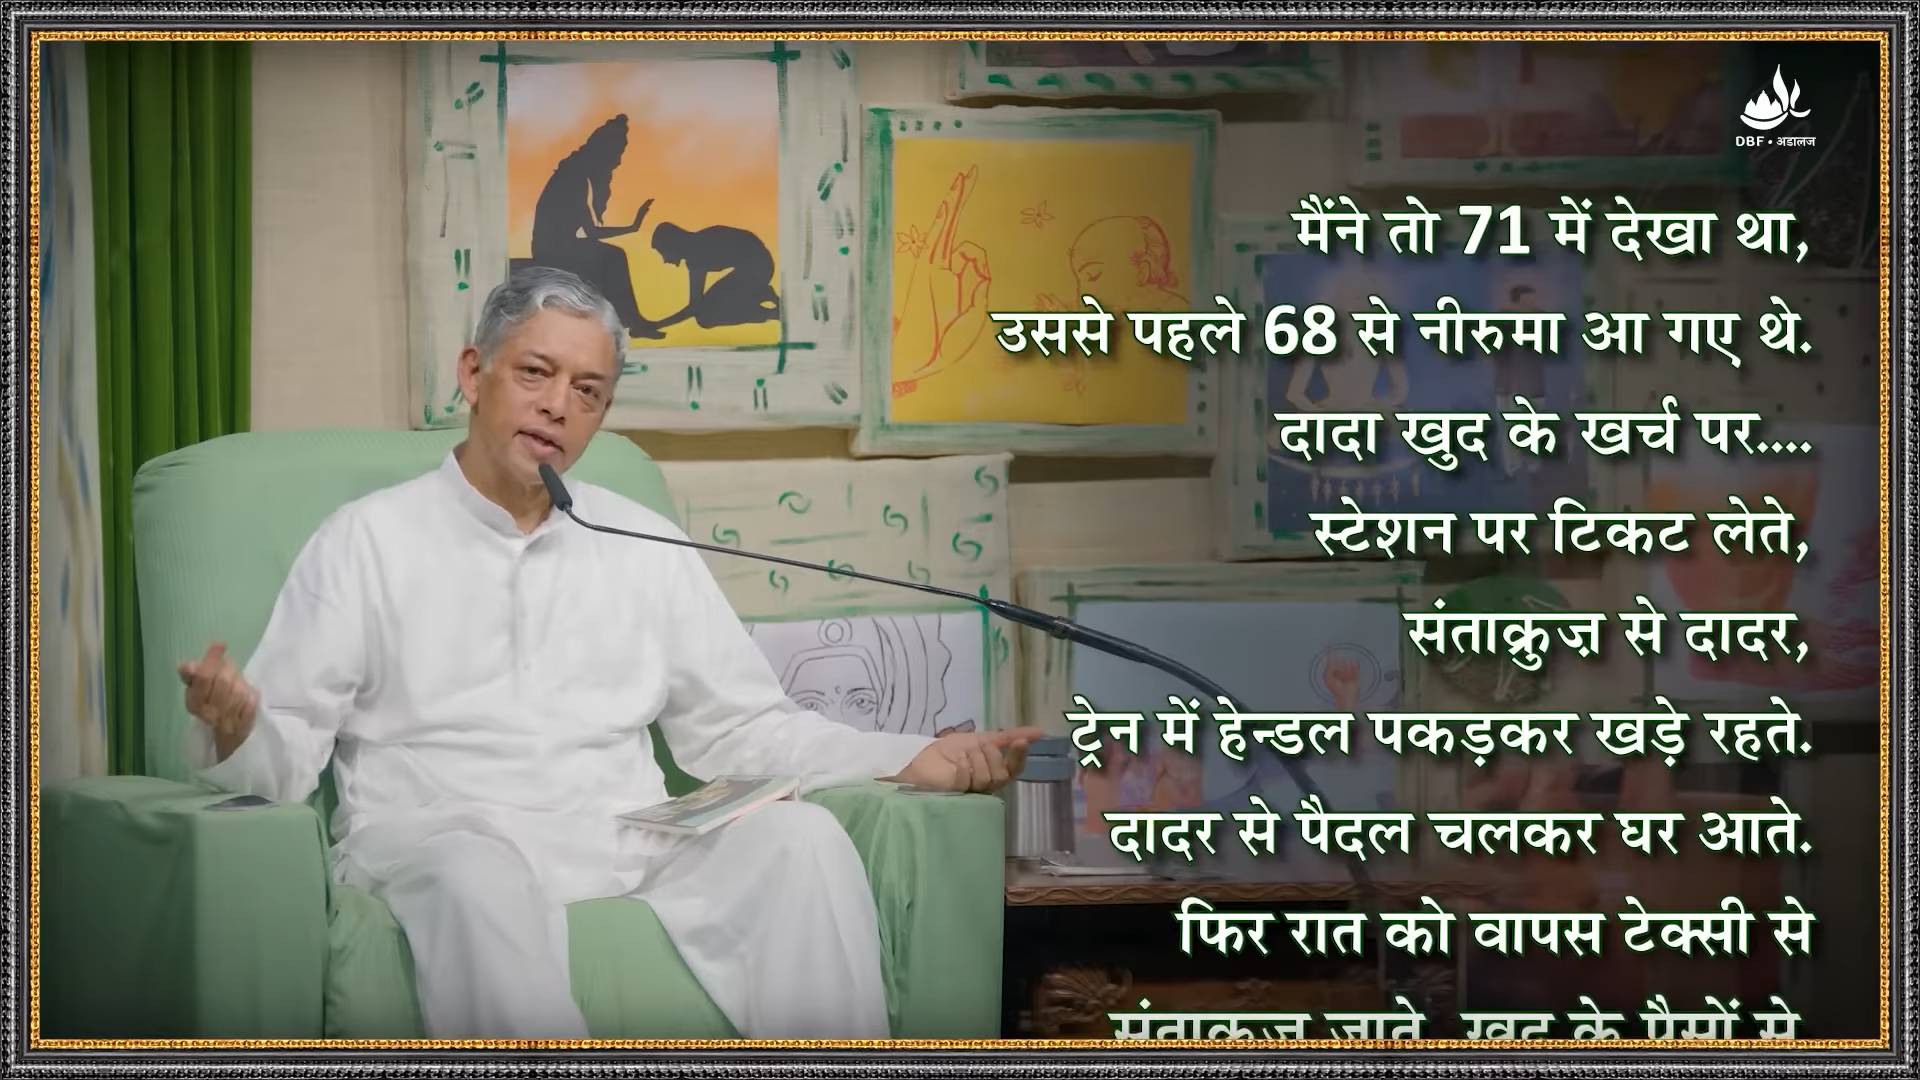 DBF • अडालज
मैंने तो 71 में देखा था,
उससे पहले 68 से नीरुमा आ गए थे.
दादा खुद के खर्च पर....
स्टेशन पर टिकट लेते,
संताक्रुज़ से दादर,
ट्रेन में हेन्डल पकड़कर खड़े रहते.
दादर से पैदल चलकर घर आते.
फिर रात को वापस टेक्सी से
संताक्रुज़ जाते, खुद के पैसों से